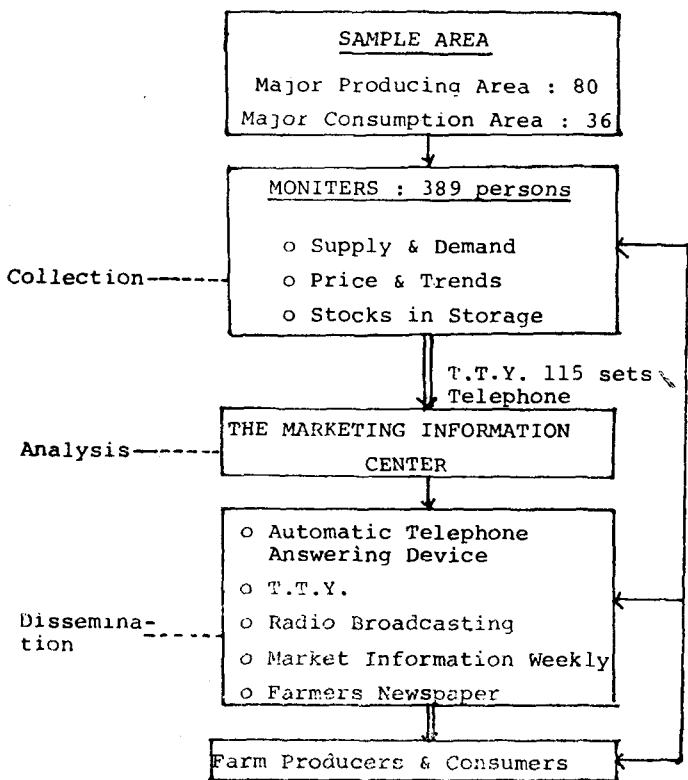 SAMPLE AREA
Major Producing Area : 80
Major Consumption Area : 36
MONITERS : 389 persons
o Supply & Demand
o Price & Trends
o Stocks in Storage
Collection
T.T.Y. 115 sets
Telephone
THE MARKETING INFORMATION
CENTER
Analysis
o Automatic Telephone
Answering Device
o T.T.Y.
o Radio Broadcasting
o Market Information Weekly
o Farmers Newspaper
Dissemina-
tion
Farm Producers & Consumers